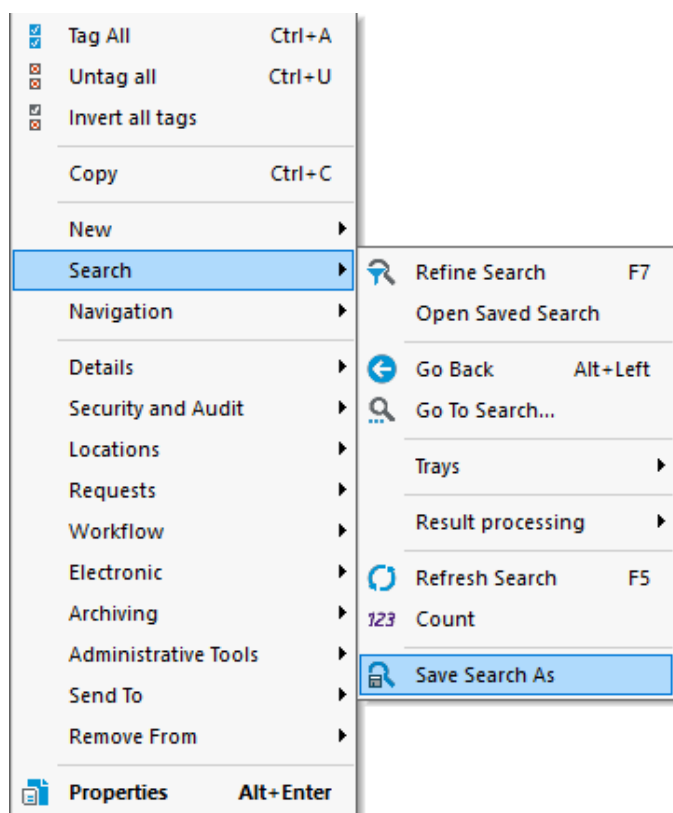 Tag All Ctrl+A
Untag all Ctrl+U
Invert all tags
Copy Ctrl+C
New
Search
Navigation
Details
Security and Audit
Locations
Requests
Workflow
Electronic
Archiving
Administrative Tools
Send To
Remove From
Properties Alt+Enter
Refine Search F7
Open Saved Search
Go Back Alt+Left
Go To Search...
Trays
Result processing
Refresh Search F5
123 Count
Save Search As